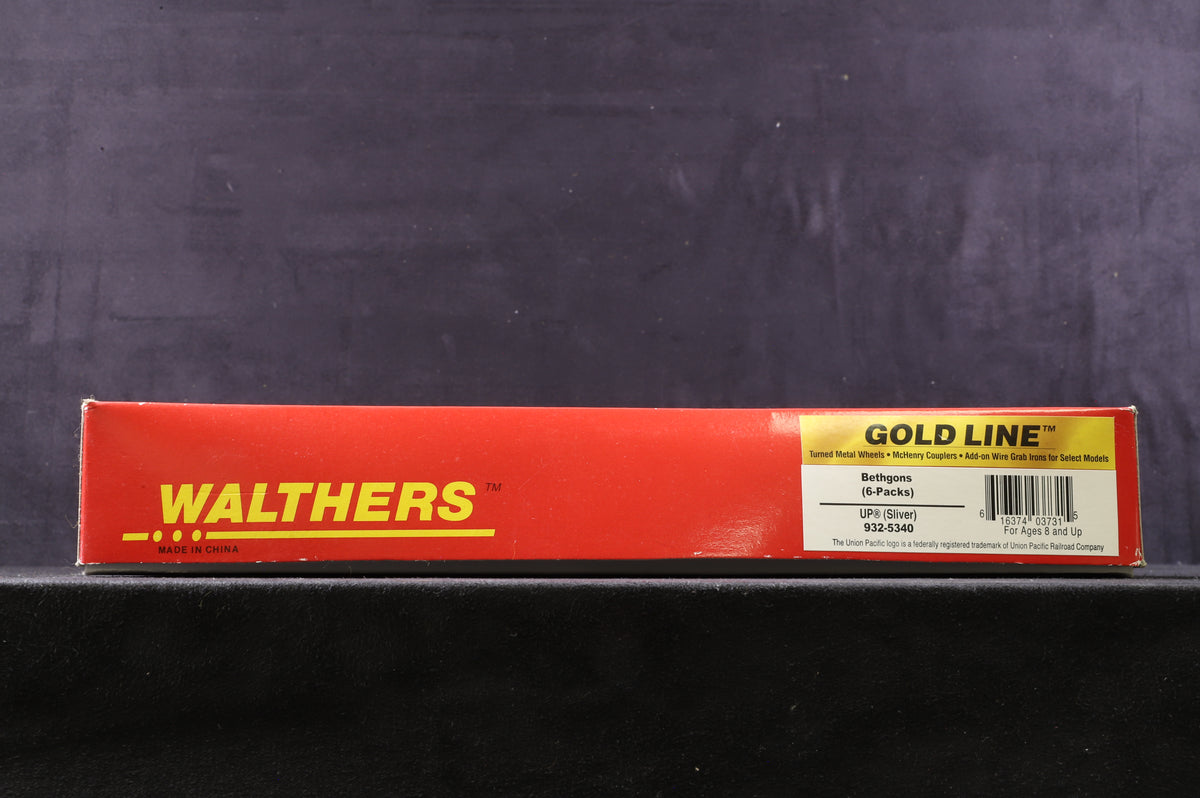 WALTHERS™
MADE IN CHINA
GOLD LINE™
Turned Metal Wheels • McHenry Couplers • Add-on Wire Grab Irons for Select Models
Bethgons
(6-Packs)
UP® (Sliver)
932-5340
6 16374 03731 5
For Ages 8 and Up
The Union Pacific logo is a federally registered trademark of Union Pacific Railroad Company